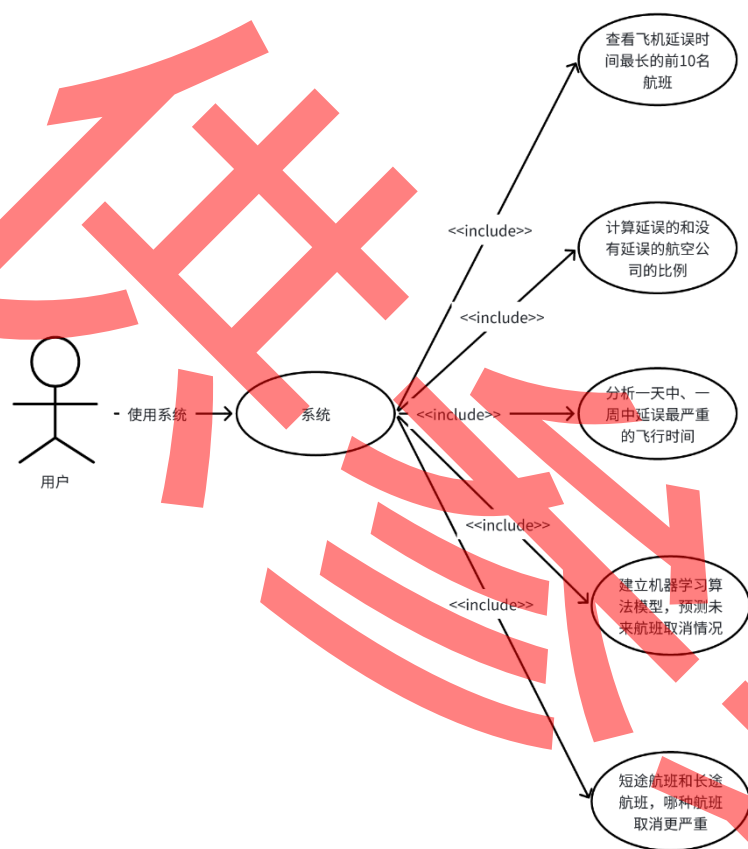 查看飞机延误时
间最长的前10名
航班
<<include>>
计算延误的和没
有延误的航空公
司的比例
<<include>>
使用系统
系统
<<include>>
分析一天中、一
周中延误最严重
的飞行时间
用户
<<include>>
建立机器学习算
法模型，预测未
来航班取消情况
<<include>>
短途航班和长途
航班，哪种航班
取消更严重